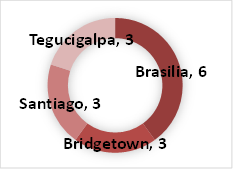 Tegucigalpa, 3
Brasilia, 6
Santiago, 3
Bridgetown, 3